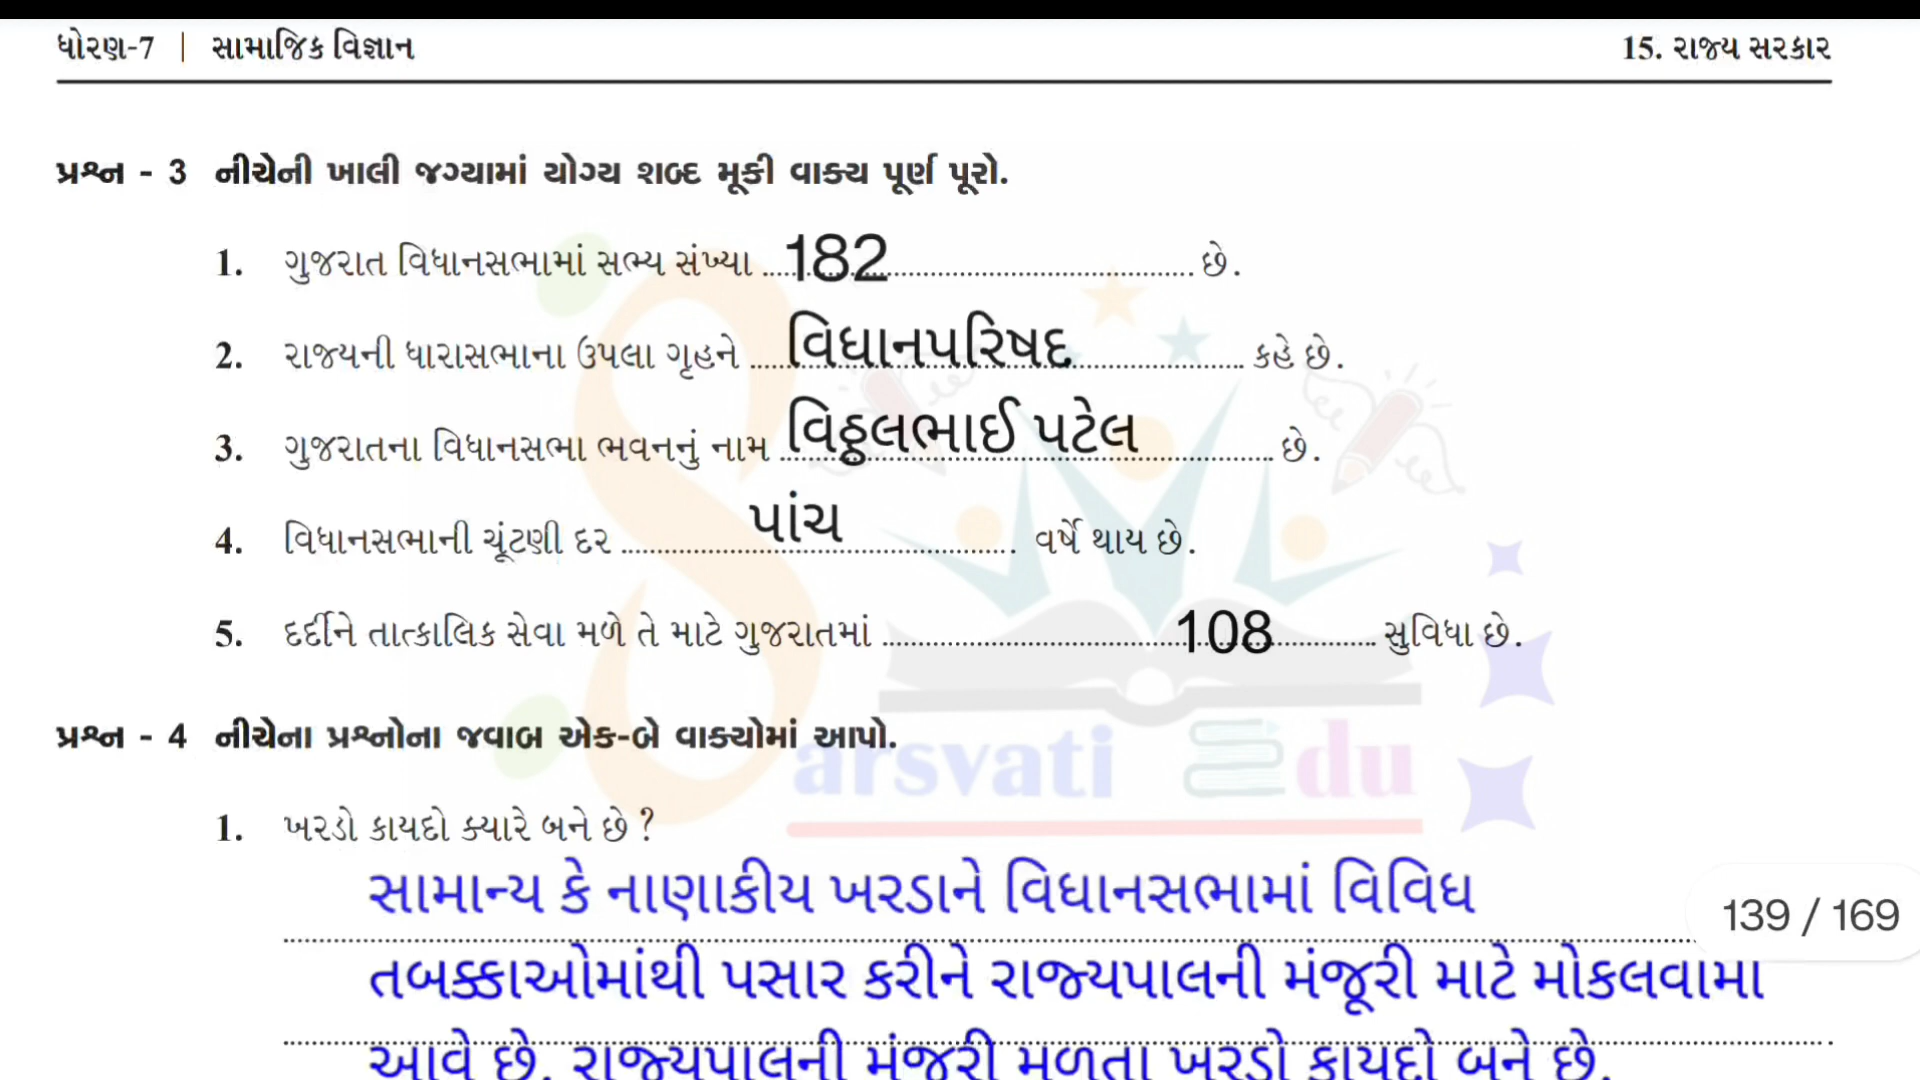 ધોરણ-7 | સામાજિક વિજ્ઞાન 15. રાજ્ય સરકાર
પ્રશ્ન - 3 નીચેની ખાલી જગ્યામાં યોગ્ય શબ્દ મૂકી વાક્ય પૂર્ણ પૂરો.
1. ગુજરાત વિધાનસભામાં સભ્ય સંખ્યા 182 છે.
2. રાજ્યની ધારાસભાના ઉપલા ગૃહને વિધાનપરિષદ કહે છે.
3. ગુજરાતના વિધાનસભા ભવનનું નામ વિઠ્ઠલભાઈ પટેલ છે.
4. વિધાનસભાની ચૂંટણી દર પાંચ વર્ષે થાય છે.
5. દર્દીને તાત્કાલિક સેવા મળે તે માટે ગુજરાતમાં 108 સુવિધા છે.
પ્રશ્ન - 4 નીચેના પ્રશ્નોના જવાબ એક-બે વાક્યોમાં આપો.
arsvati Edu
1. ખરડો કાયદો ક્યારે બને છે ?
સામાન્ય કે નાણાકીય ખરડાને વિધાનસભામાં વિવિધ
139 / 169
તબક્કાઓમાંથી પસાર કરીને રાજ્યપાલની મંજૂરી માટે મોકલવામા
આવે છે. રાજ્યપાલની મંજૂરી મળતા ખરડો કાયદો બને છે.